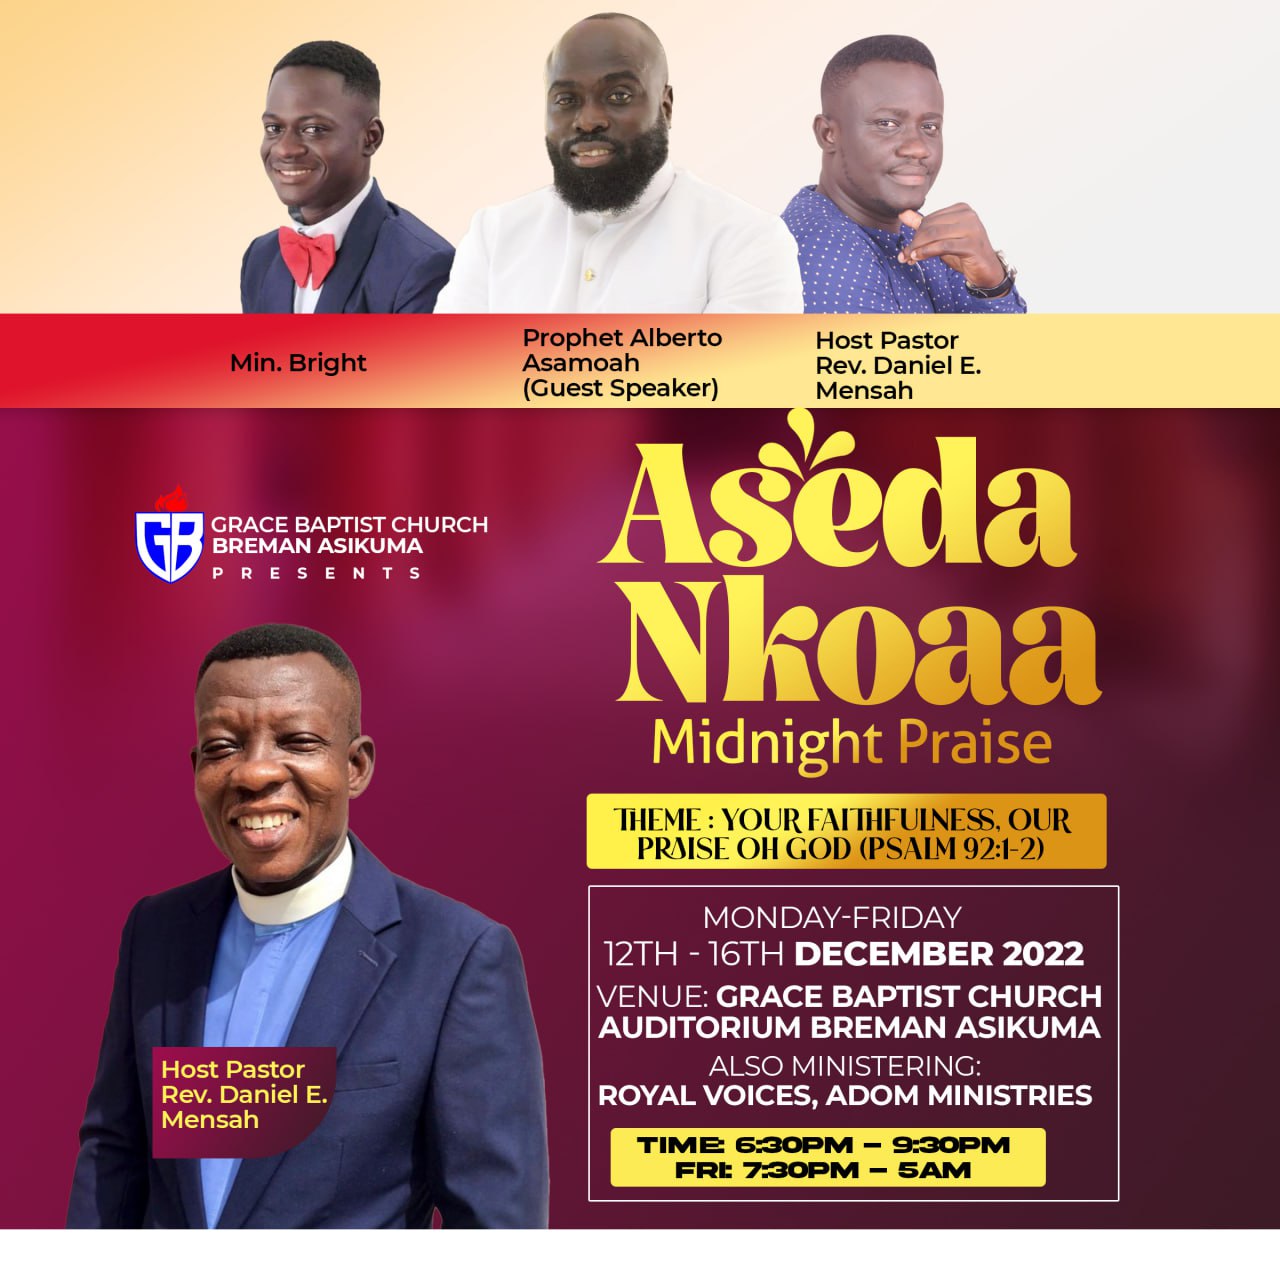 Min. Bright
Prophet Alberto
Asamoah
(Guest Speaker)
Host Pastor
Rev. Daniel E.
Mensah
GB
GRACE BAPTIST CHURCH
BREMAN ASIKUMA
PRESENTS
Aseda
Nkoaa
Midnight Praise
THEME : YOUR FAITHFULNESS, OUR
PRAISE OH GOD (PSALM 92:1-2)
MONDAY-FRIDAY
12TH - 16TH DECEMBER 2022
VENUE: GRACE BAPTIST CHURCH
AUDITORIUM BREMAN ASIKUMA
ALSO MINISTERING:
ROYAL VOICES, ADOM MINISTRIES
TIME: 6:30PM – 9:30PM
FRI: 7:30PM – 5AM
Host Pastor
Rev. Daniel E.
Mensah